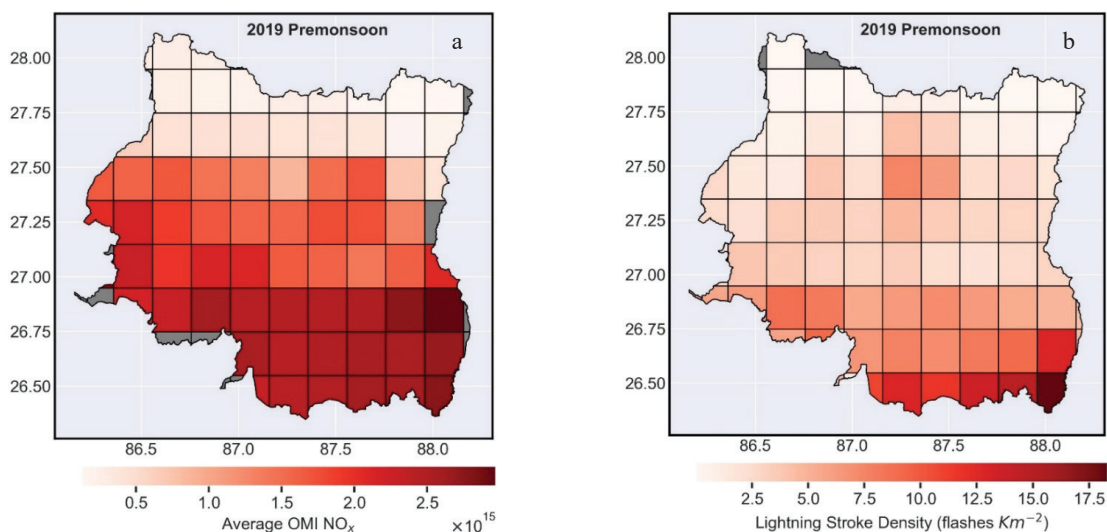 2019 Premonsoon
a
28.00
27.75
27.50
27.25
27.00
26.75
26.50
86.5 87.0 87.5 88.0
0.5 1.0 1.5 2.0 2.5
Average OMI NOₓ
×10¹⁵
2019 Premonsoon
b
28.00
27.75
27.50
27.25
27.00
26.75
26.50
86.5 87.0 87.5 88.0
2.5 5.0 7.5 10.0 12.5 15.0 17.5
Lightning Stroke Density (flashes Km⁻²)